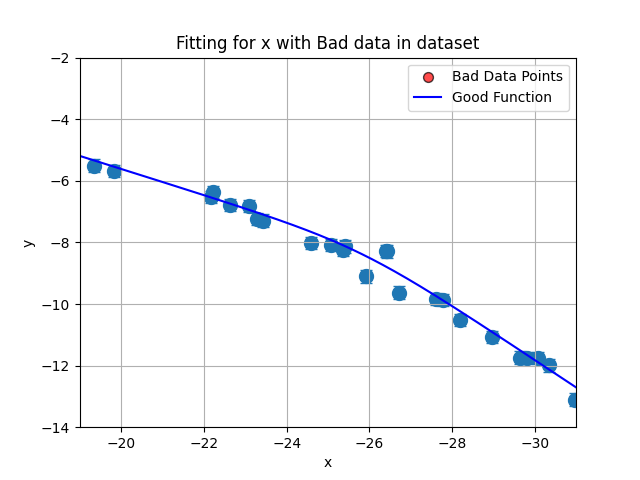 Fitting for x with Bad data in dataset
Bad Data Points
Good Function
−2
−4
−6
−8
−10
−12
−14
y
−20 −22 −24 −26 −28 −30
x